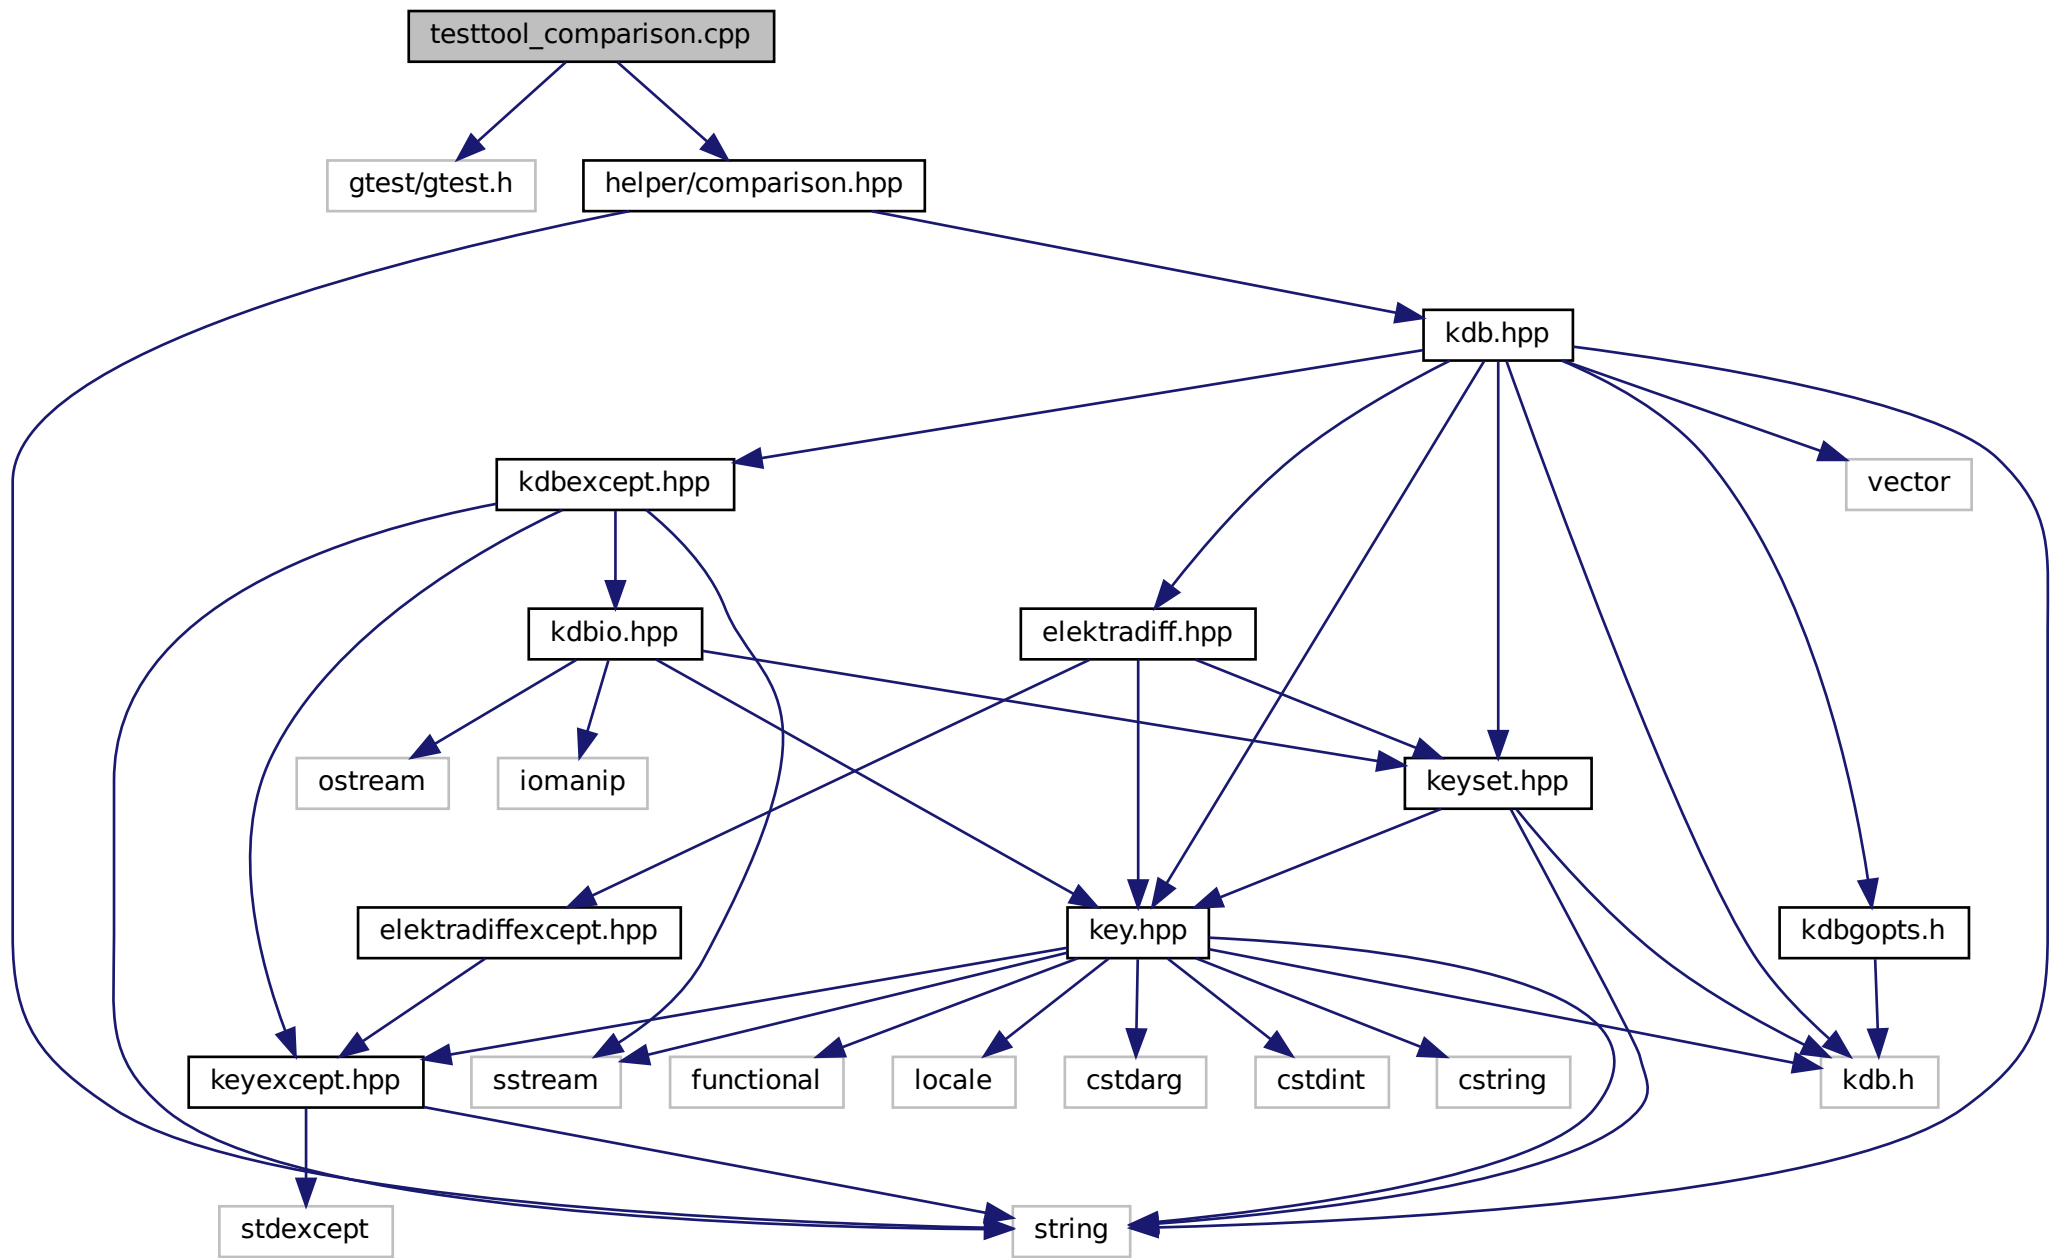 testtool_comparison.cpp
gtest/gtest.h
helper/comparison.hpp
kdb.hpp
kdbexcept.hpp
vector
kdbio.hpp
elektradiff.hpp
ostream
iomanip
keyset.hpp
elektradiffexcept.hpp
key.hpp
kdbgopts.h
keyexcept.hpp
sstream
functional
locale
cstdarg
cstdint
cstring
kdb.h
stdexcept
string